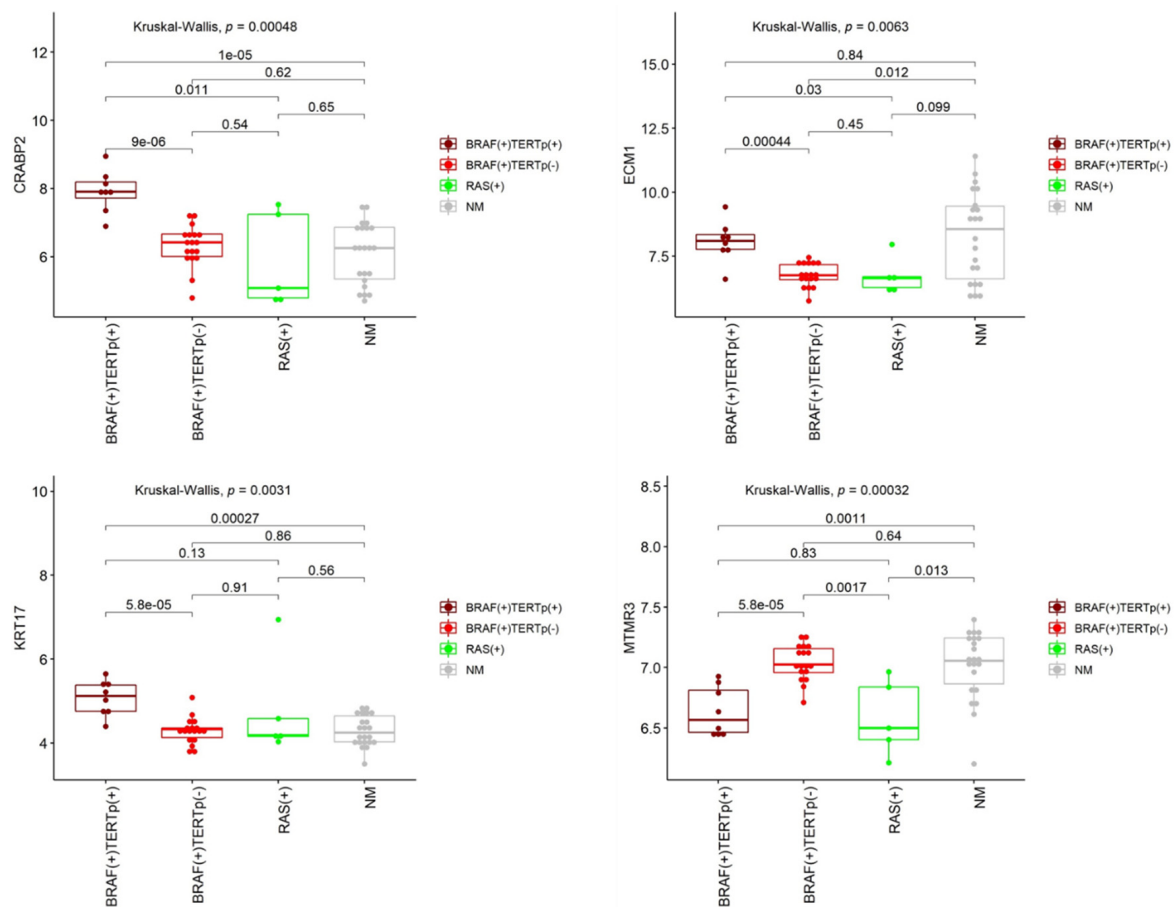 Kruskal-Wallis, p = 0.00048
1e-05
0.62
0.011
0.65
0.54
9e-06
12
10
8
6
CRABP2
BRAF(+)TERTp(+)
BRAF(+)TERTp(-)
RAS(+)
NM
BRAF(+)TERTp(+)
BRAF(+)TERTp(-)
RAS(+)
NM
Kruskal-Wallis, p = 0.0063
0.84
0.012
0.03
0.099
0.45
0.00044
15.0
12.5
10.0
7.5
ECM1
BRAF(+)TERTp(+)
BRAF(+)TERTp(-)
RAS(+)
NM
BRAF(+)TERTp(+)
BRAF(+)TERTp(-)
RAS(+)
NM
Kruskal-Wallis, p = 0.0031
0.00027
0.86
0.13
0.56
0.91
5.8e-05
10
8
6
4
KRT17
BRAF(+)TERTp(+)
BRAF(+)TERTp(-)
RAS(+)
NM
BRAF(+)TERTp(+)
BRAF(+)TERTp(-)
RAS(+)
NM
Kruskal-Wallis, p = 0.00032
0.0011
0.64
0.83
0.013
0.0017
5.8e-05
8.5
8.0
7.5
7.0
6.5
MTMR3
BRAF(+)TERTp(+)
BRAF(+)TERTp(-)
RAS(+)
NM
BRAF(+)TERTp(+)
BRAF(+)TERTp(-)
RAS(+)
NM